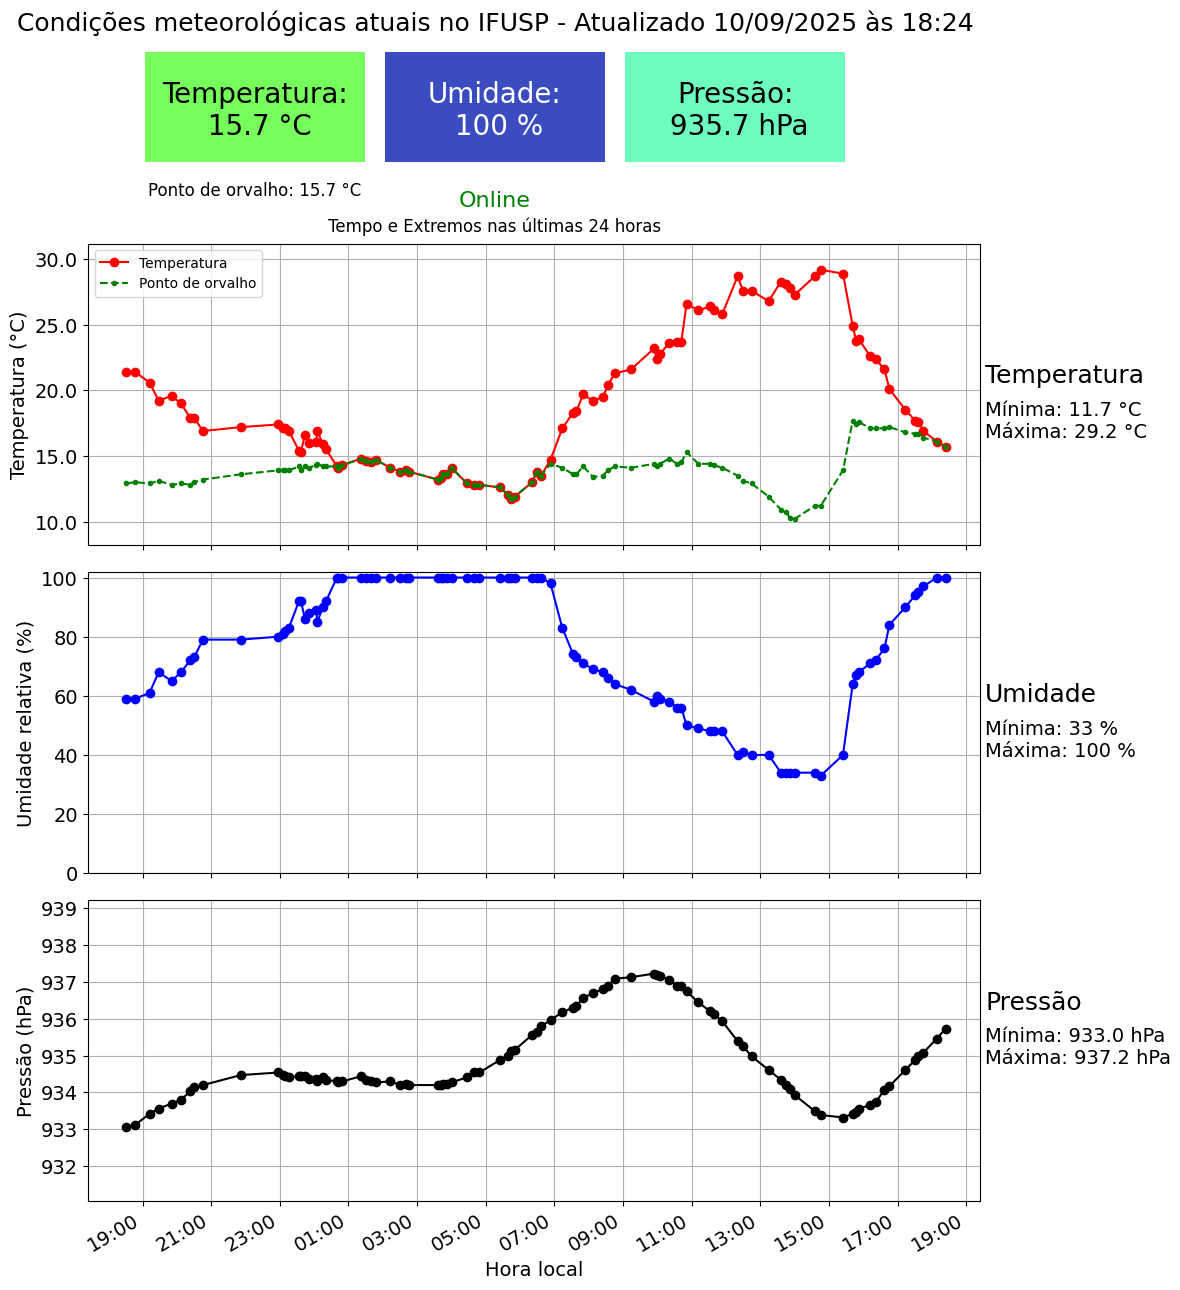 Condições meteorológicas atuais no IFUSP - Atualizado 10/09/2025 às 18:24
Temperatura:
15.7 °C
Umidade:
100 %
Pressão:
935.7 hPa
Ponto de orvalho: 15.7 °C
Online
Tempo e Extremos nas últimas 24 horas
Temperatura (°C)
30.0
25.0
20.0
15.0
10.0
Temperatura
Ponto de orvalho
Temperatura
Mínima: 11.7 °C
Máxima: 29.2 °C
Umidade relativa (%)
100
80
60
40
20
0
Umidade
Mínima: 33 %
Máxima: 100 %
Pressão (hPa)
939
938
937
936
935
934
933
932
Pressão
Mínima: 933.0 hPa
Máxima: 937.2 hPa
19:00 21:00 23:00 01:00 03:00 05:00 07:00 09:00 11:00 13:00 15:00 17:00 19:00
Hora local